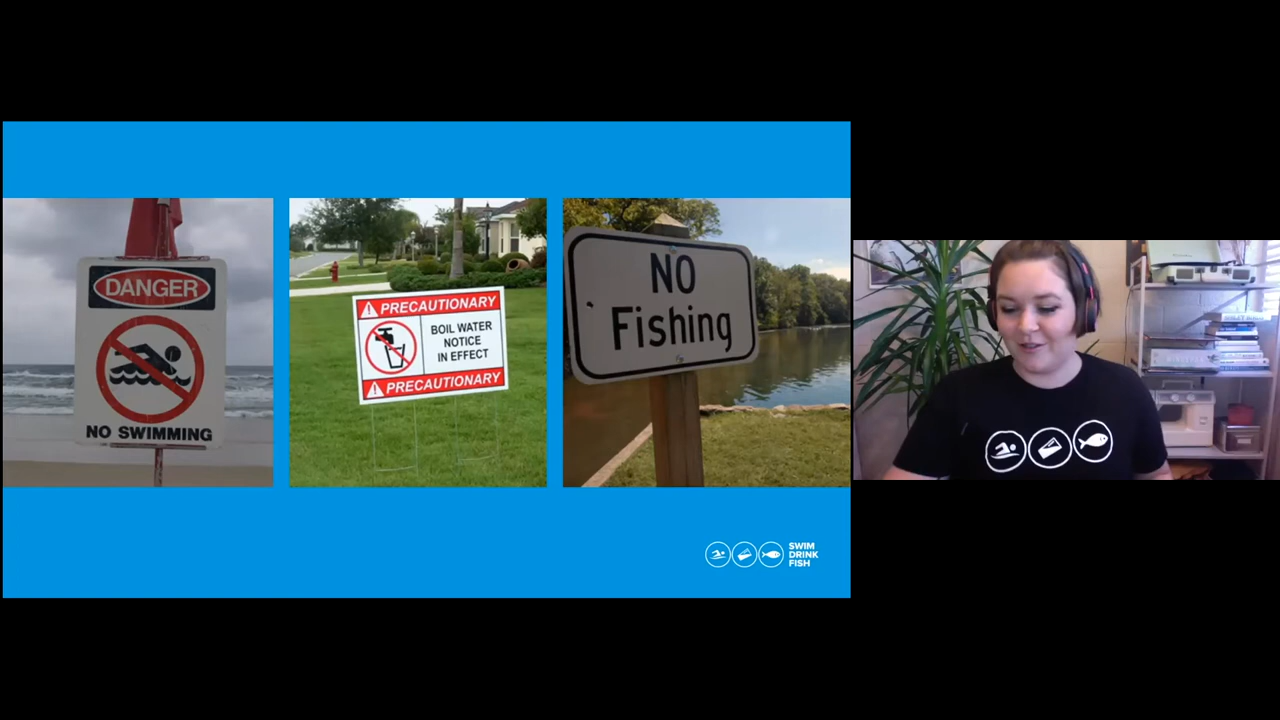 DANGER
NO SWIMMING
PRECAUTIONARY
BOIL WATER
NOTICE
IN EFFECT
PRECAUTIONARY
NO
Fishing
SWIM
DRINK
FISH